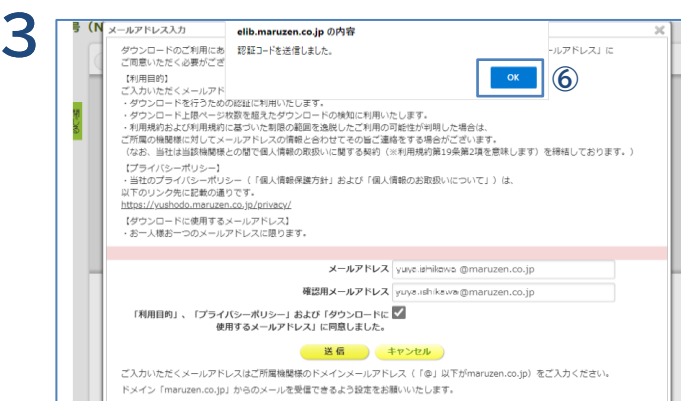 3
号（N
メールアドレス入力
elib.maruzen.co.jp の内容
認証コードを送信しました。
OK
⑥
ダウンロードのご利用にあ
ールアドレス」に
ご同意いただく必要がござ
【利用目的】
ご入力いただくメールアド
・ダウンロードを行うための認証に利用いたします。
・ダウンロード上限ページ枚数を超えたダウンロードの検知に利用いたします。
・利用規約および利用規約に基づいた制限の範囲を逸脱したご利用の可能性が判明した場合は、
ご所属の機関様に対してメールアドレスの情報と合わせてその旨ご連絡をする場合がございます。
（なお、当社は当該機関様との間で個人情報の取扱いに関する契約（※利用規約第19条第2項を意味します）を締結しております。）
【プライバシーポリシー】
・当社のプライバシーポリシー（「個人情報保護方針」および「個人情報のお取扱いについて」）は、
以下のリンク先に記載の通りです。
https://yushodo.maruzen.co.jp/privacy/
【ダウンロードに使用するメールアドレス】
・お一人様お一つのメールアドレスに限ります。
メールアドレス
@maruzen.co.jp
確認用メールアドレス
@maruzen.co.jp
「利用目的」、「プライバシーポリシー」および「ダウンロードに
使用するメールアドレス」に同意しました。
送信 キャンセル
ご入力いただくメールアドレスはご所属機関様のドメインメールアドレス（「@」以下がmaruzen.co.jp）をご入力ください。
ドメイン「maruzen.co.jp」からのメールを受信できるよう設定をお願いいたします。